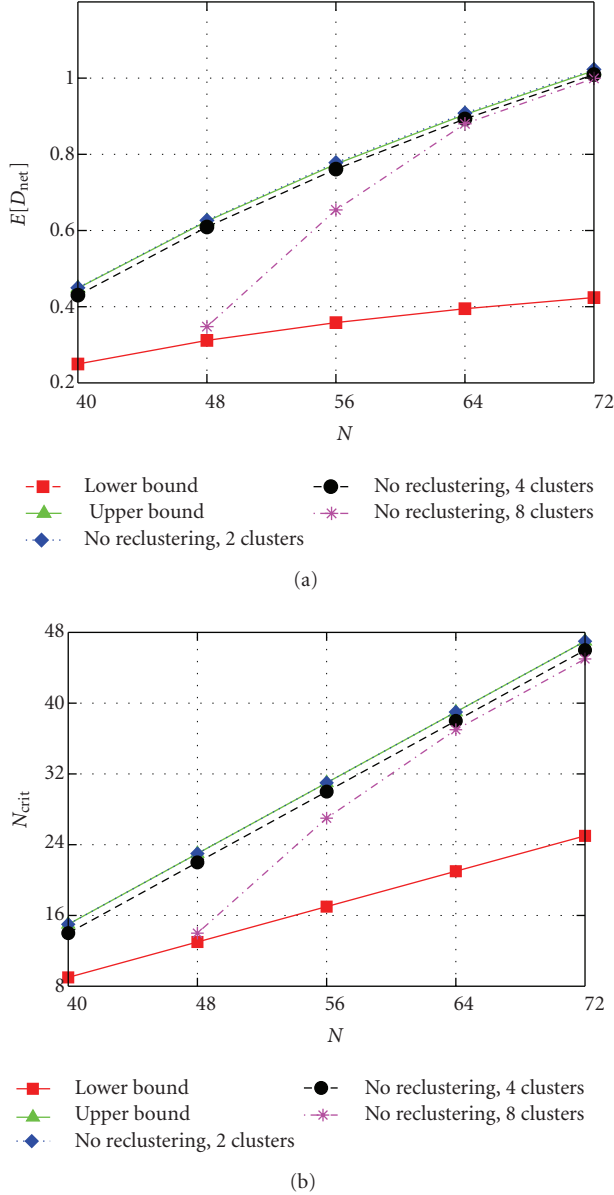 1
0.8
0.6
0.4
0.2
E[D_net]
40 48 56 64 72
N
Lower bound
Upper bound
No reclustering, 2 clusters
No reclustering, 4 clusters
No reclustering, 8 clusters
(a)
48
40
32
24
16
8
N_crit
40 48 56 64 72
N
Lower bound
Upper bound
No reclustering, 2 clusters
No reclustering, 4 clusters
No reclustering, 8 clusters
(b)